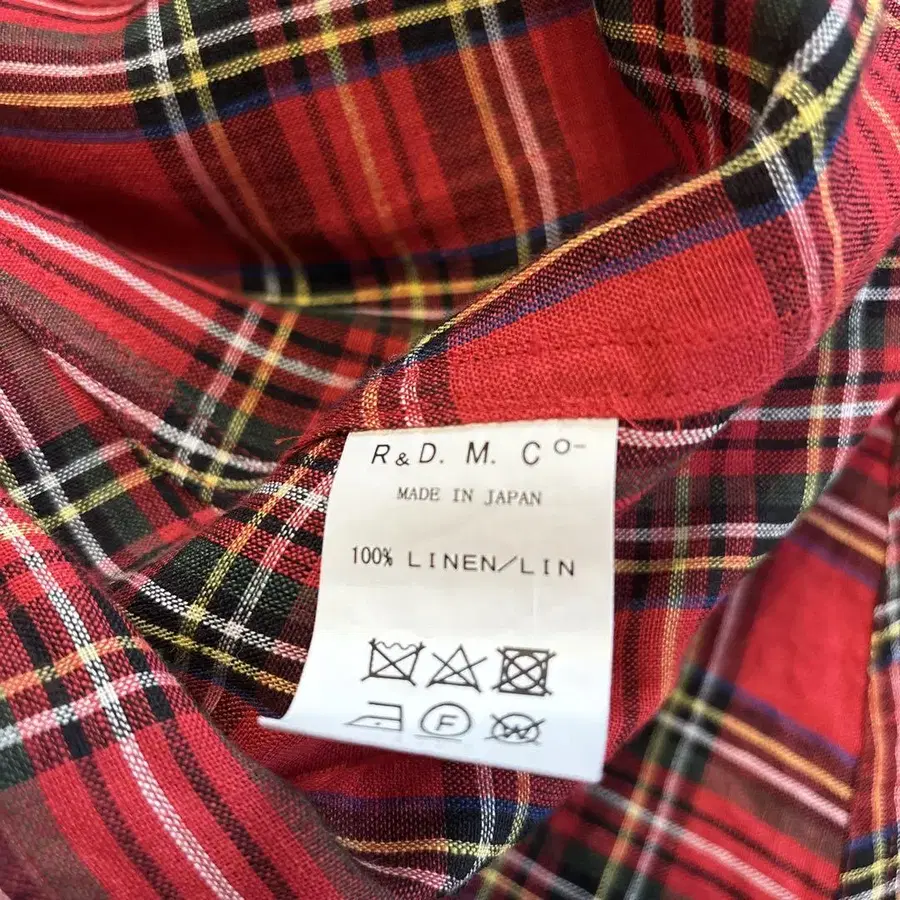 R & D. M. Co-
MADE IN JAPAN
100% LINEN/LIN
F
W